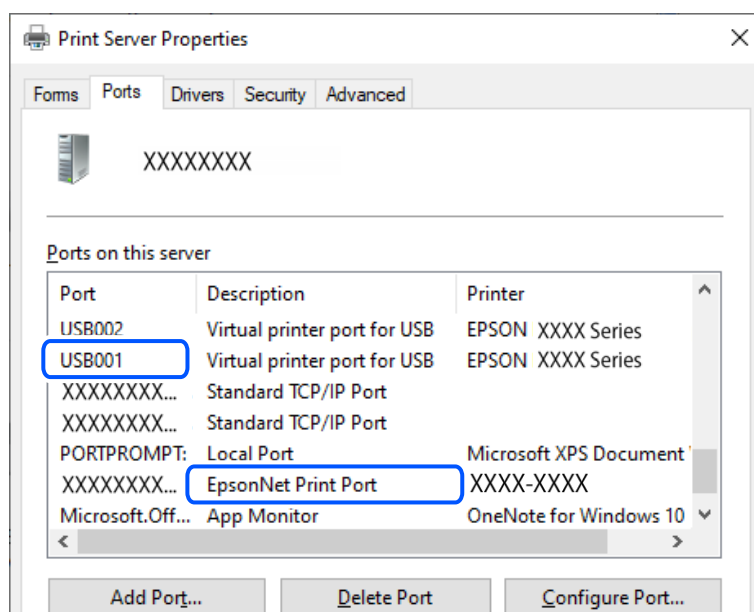 Print Server Properties
Forms Ports Drivers Security Advanced
XXXXXXXX
Ports on this server
Port Description Printer
USB002 Virtual printer port for USB EPSON XXXX Series
USB001 Virtual printer port for USB EPSON XXXX Series
XXXXXXXX... Standard TCP/IP Port
XXXXXXXX... Standard TCP/IP Port
PORTPROMPT: Local Port Microsoft XPS Document
XXXXXXXX... EpsonNet Print Port XXXX-XXXX
Microsoft.Off... App Monitor OneNote for Windows 10
Add Port... Delete Port Configure Port...